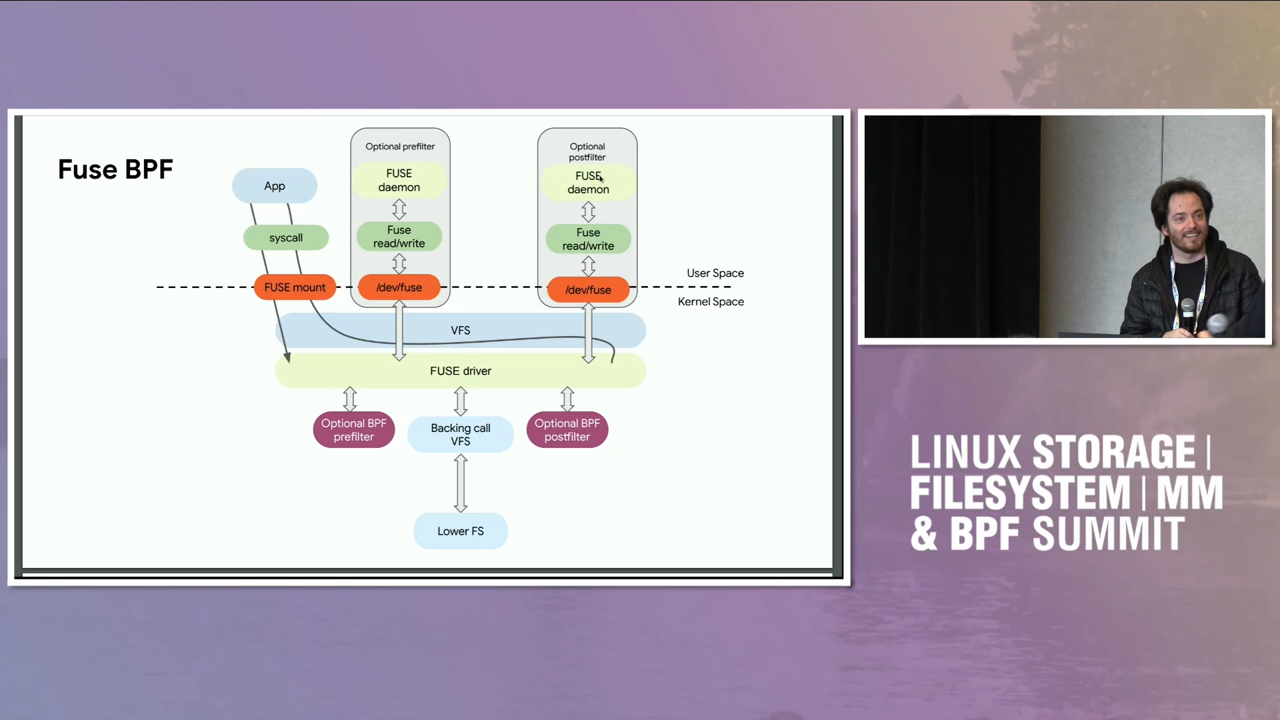 Fuse BPF
App
syscall
FUSE mount
Optional prefilter
FUSE
daemon
Fuse
read/write
/dev/fuse
Optional
postfilter
FUSE
daemon
Fuse
read/write
/dev/fuse
User Space
Kernel Space
VFS
FUSE driver
Optional BPF
prefilter
Backing call
VFS
Optional BPF
postfilter
Lower FS
LINUX STORAGE |
FILESYSTEM | MM
& BPF SUMMIT